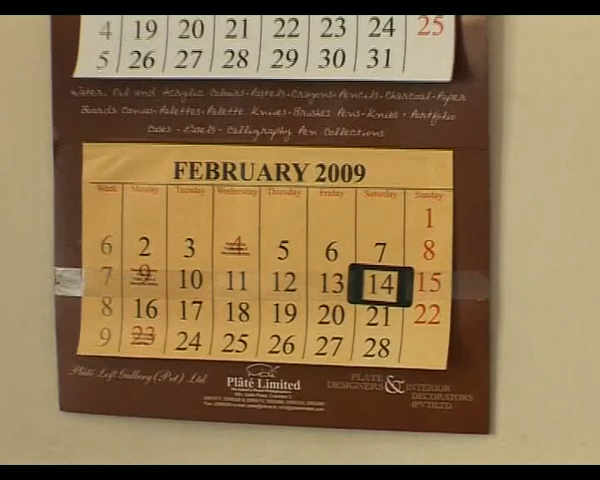 4 19 20 21 22 23 24 25
5 26 27 28 29 30 31
Water, Oil and Acrylic Colours - Pastels - Crayons - Pencils - Charcoal - Paper
Boards Canvas - Palettes - Palette Knives - Brushes Pens - Knives - Portfolio
Cases - Easels - Calligraphy Pen Collections
FEBRUARY 2009
Week Monday Tuesday Wednesday Thursday Friday Saturday Sunday
1
6 2 3 4 5 6 7 8
7 9 10 11 12 13 14 15
8 16 17 18 19 20 21 22
9 23 24 25 26 27 28
Plâté Loft Gallery (Pvt) Ltd
Plâté Limited
PLATE
DESIGNERS & INTERIOR
DECORATORS
(PVT)LTD.